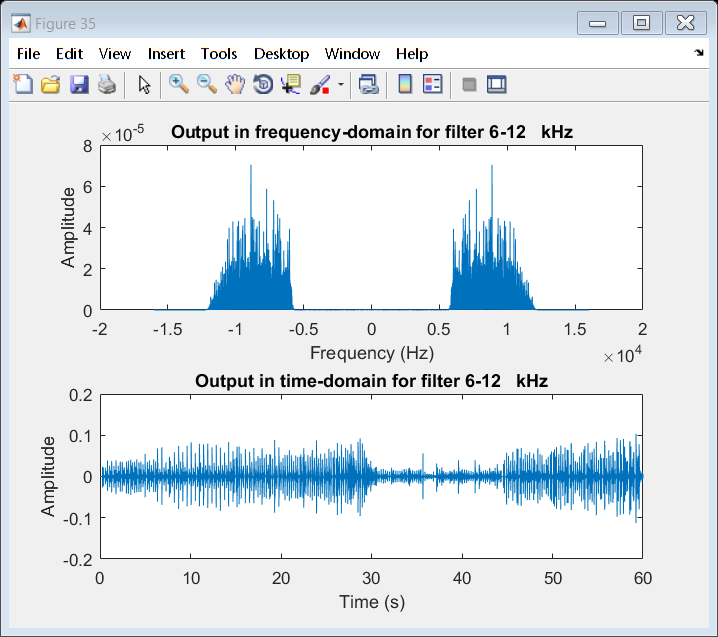 Figure 35
File Edit View Insert Tools Desktop Window Help
×10-5
Output in frequency-domain for filter 6-12 kHz
8
6
4
2
0
Amplitude
-2 -1.5 -1 -0.5 0 0.5 1 1.5 2
Frequency (Hz)
×10 4
Output in time-domain for filter 6-12 kHz
0.2
0.1
0
-0.1
-0.2
Amplitude
0 10 20 30 40 50 60
Time (s)